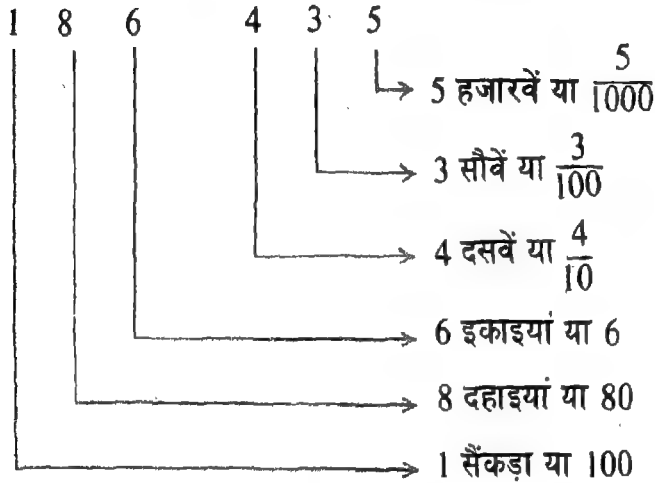 1 8 6 4 3 5
5 हजारवें या 5/1000
3 सौवें या 3/100
4 दसवें या 4/10
6 इकाइयां या 6
8 दहाइयां या 80
1 सैंकड़ा या 100